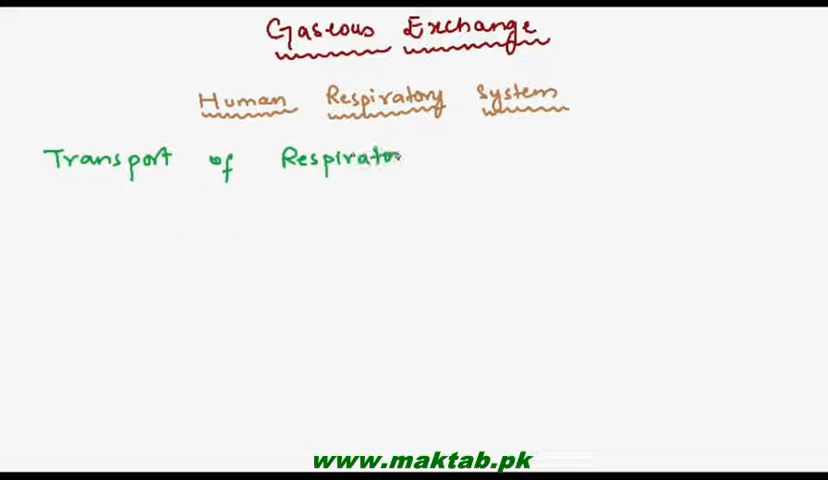 Gaseous Exchange
Human Respiratory System
Transport of Respirato
www.maktab.pk